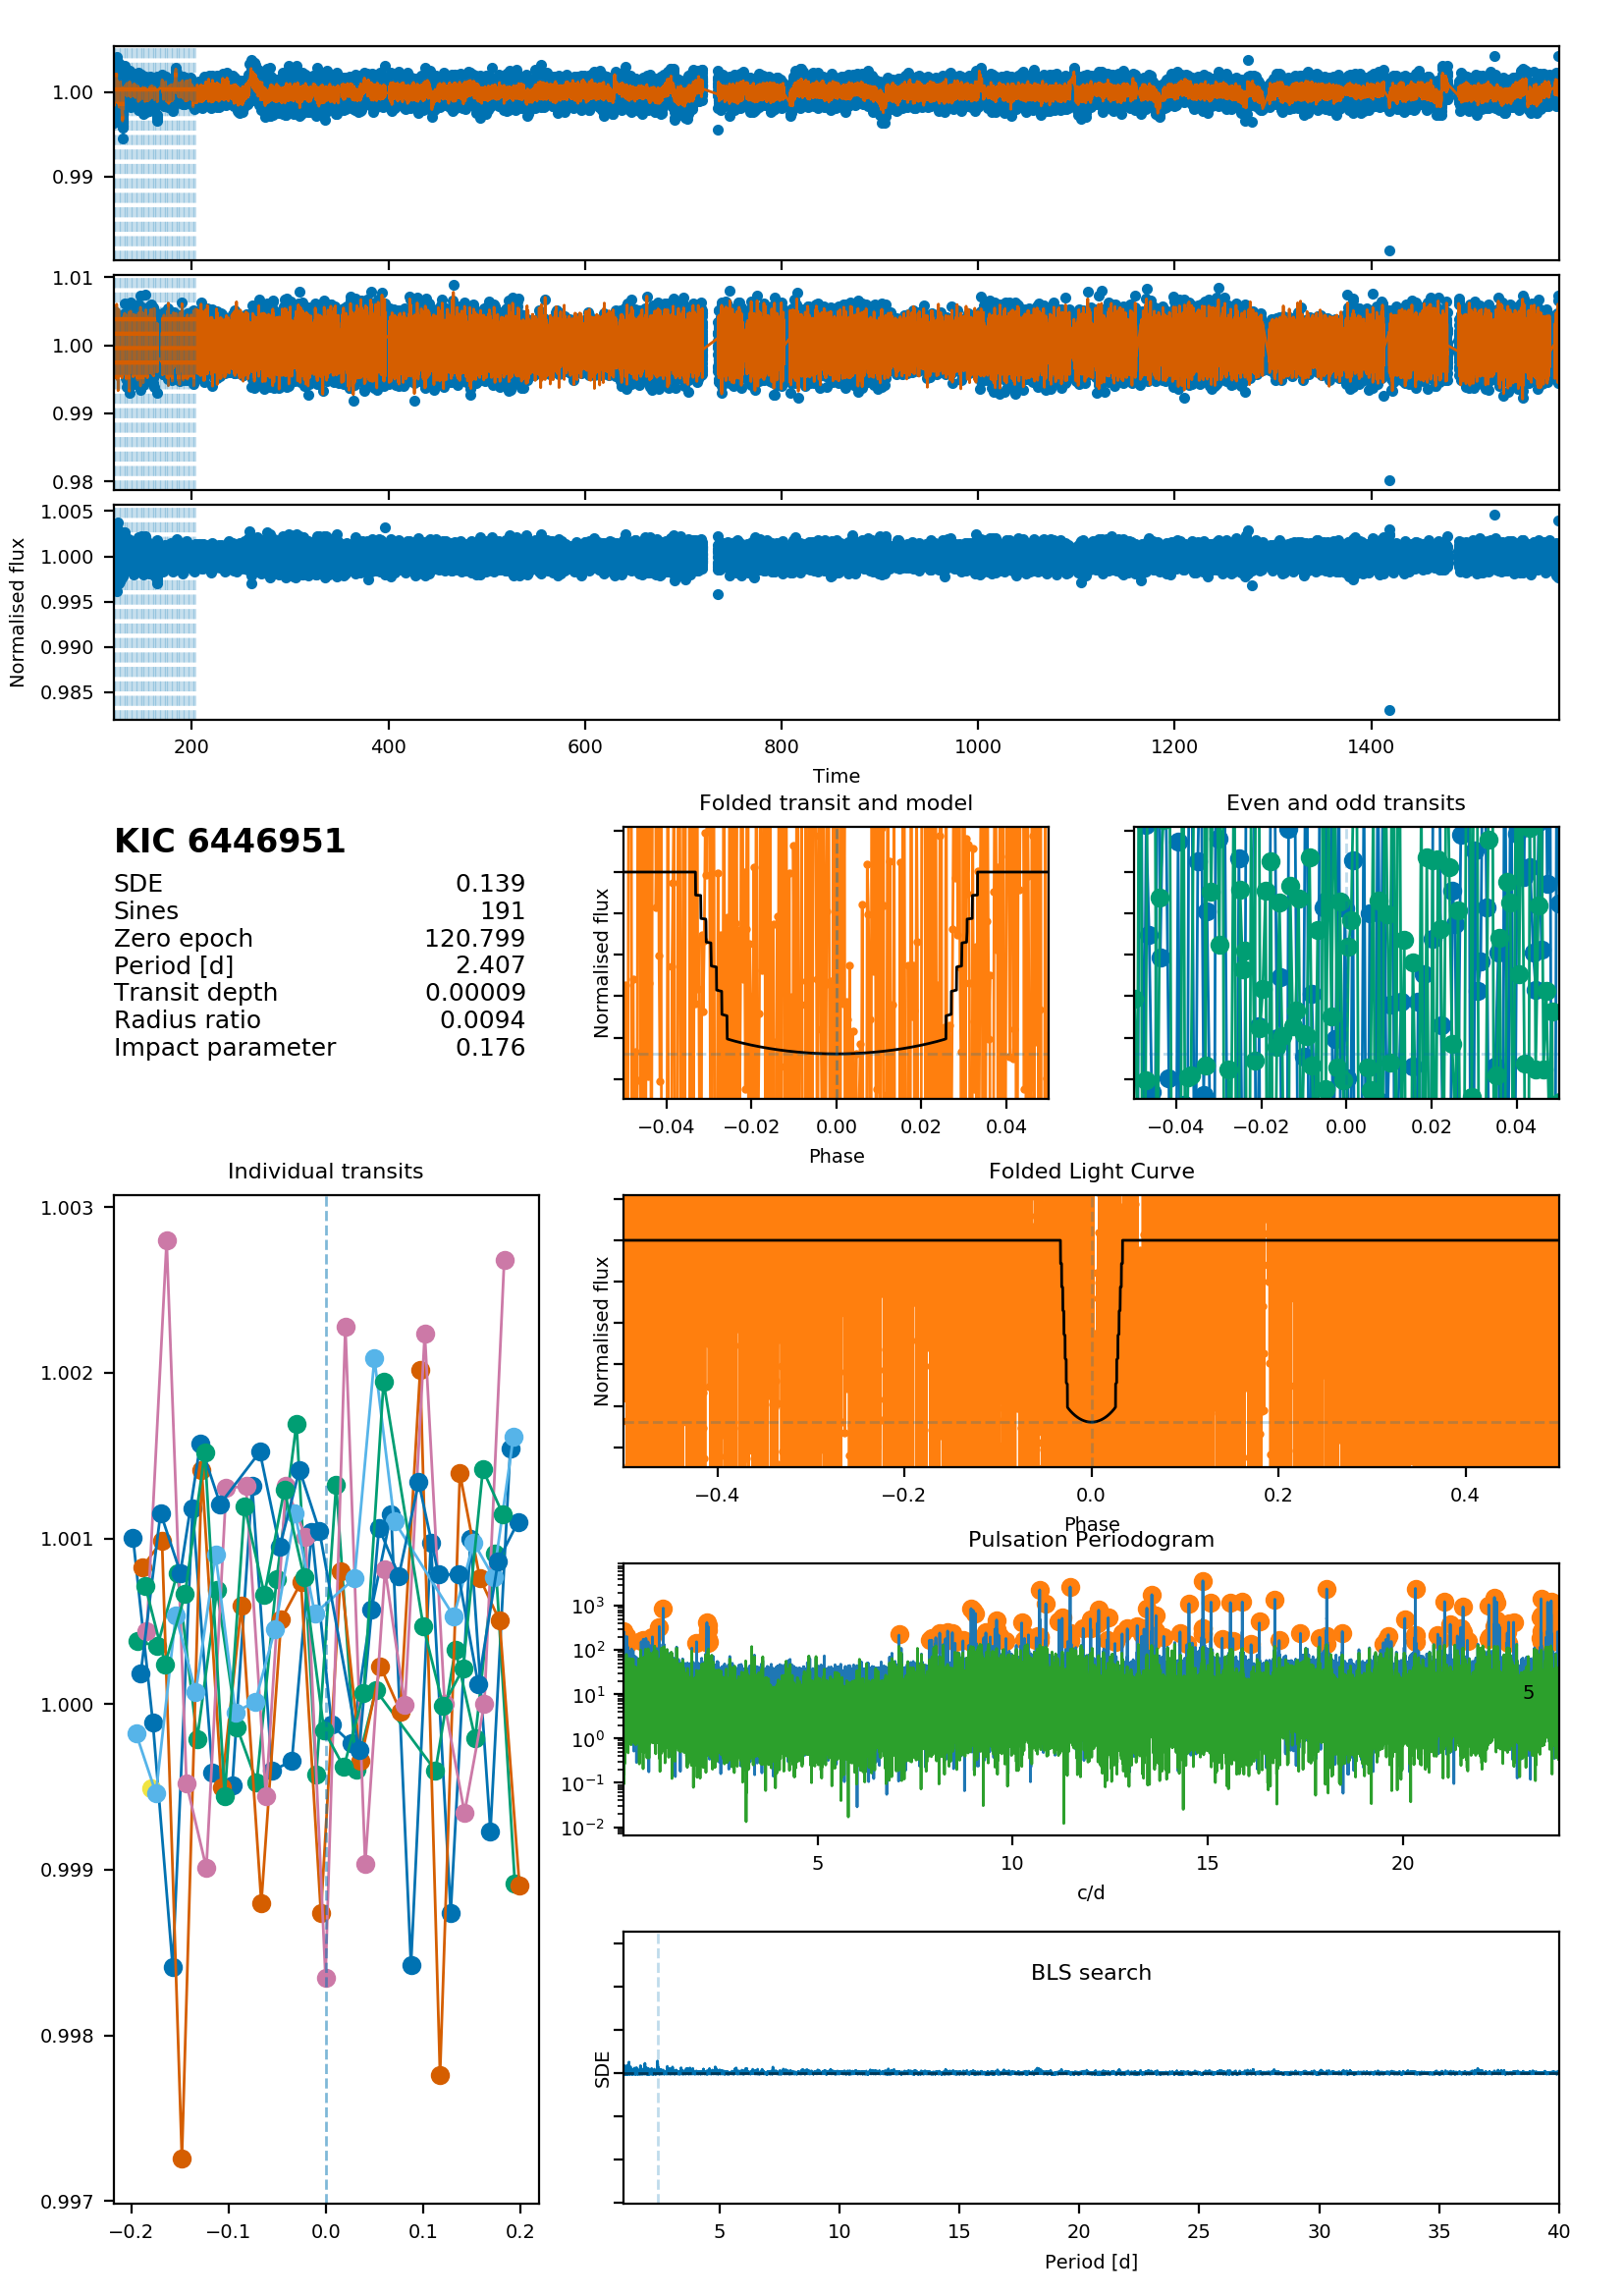 1.00
0.99
1.01
1.00
0.99
0.98
1.005
1.000
0.995
0.990
0.985
Normalised flux
200 400 600 800 1000 1200 1400
Time
KIC 6446951
SDE 0.139
Sines 191
Zero epoch 120.799
Period [d] 2.407
Transit depth 0.00009
Radius ratio 0.0094
Impact parameter 0.176
Folded transit and model
Normalised flux
−0.04 −0.02 0.00 0.02 0.04
Phase
Even and odd transits
−0.04 −0.02 0.00 0.02 0.04
Individual transits
1.003
1.002
1.001
1.000
0.999
0.998
0.997
−0.2 −0.1 0.0 0.1 0.2
Folded Light Curve
Normalised flux
−0.4 −0.2 0.0 0.2 0.4
Phase
Pulsation Periodogram
10³
10²
10¹
10⁰
10⁻¹
10⁻²
5
5 10 15 20
c/d
BLS search
SDE
5 10 15 20 25 30 35 40
Period [d]